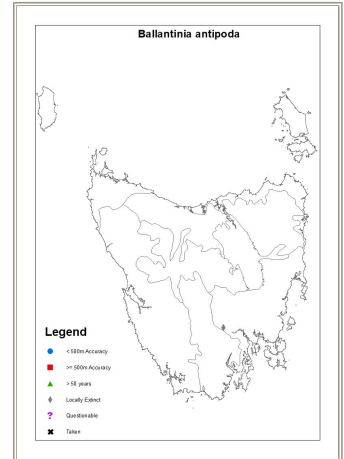 Ballantinia antipoda
Legend
< 500m Accuracy
>= 500m Accuracy
> 50 years
Locally Extinct
? Questionable
Taken